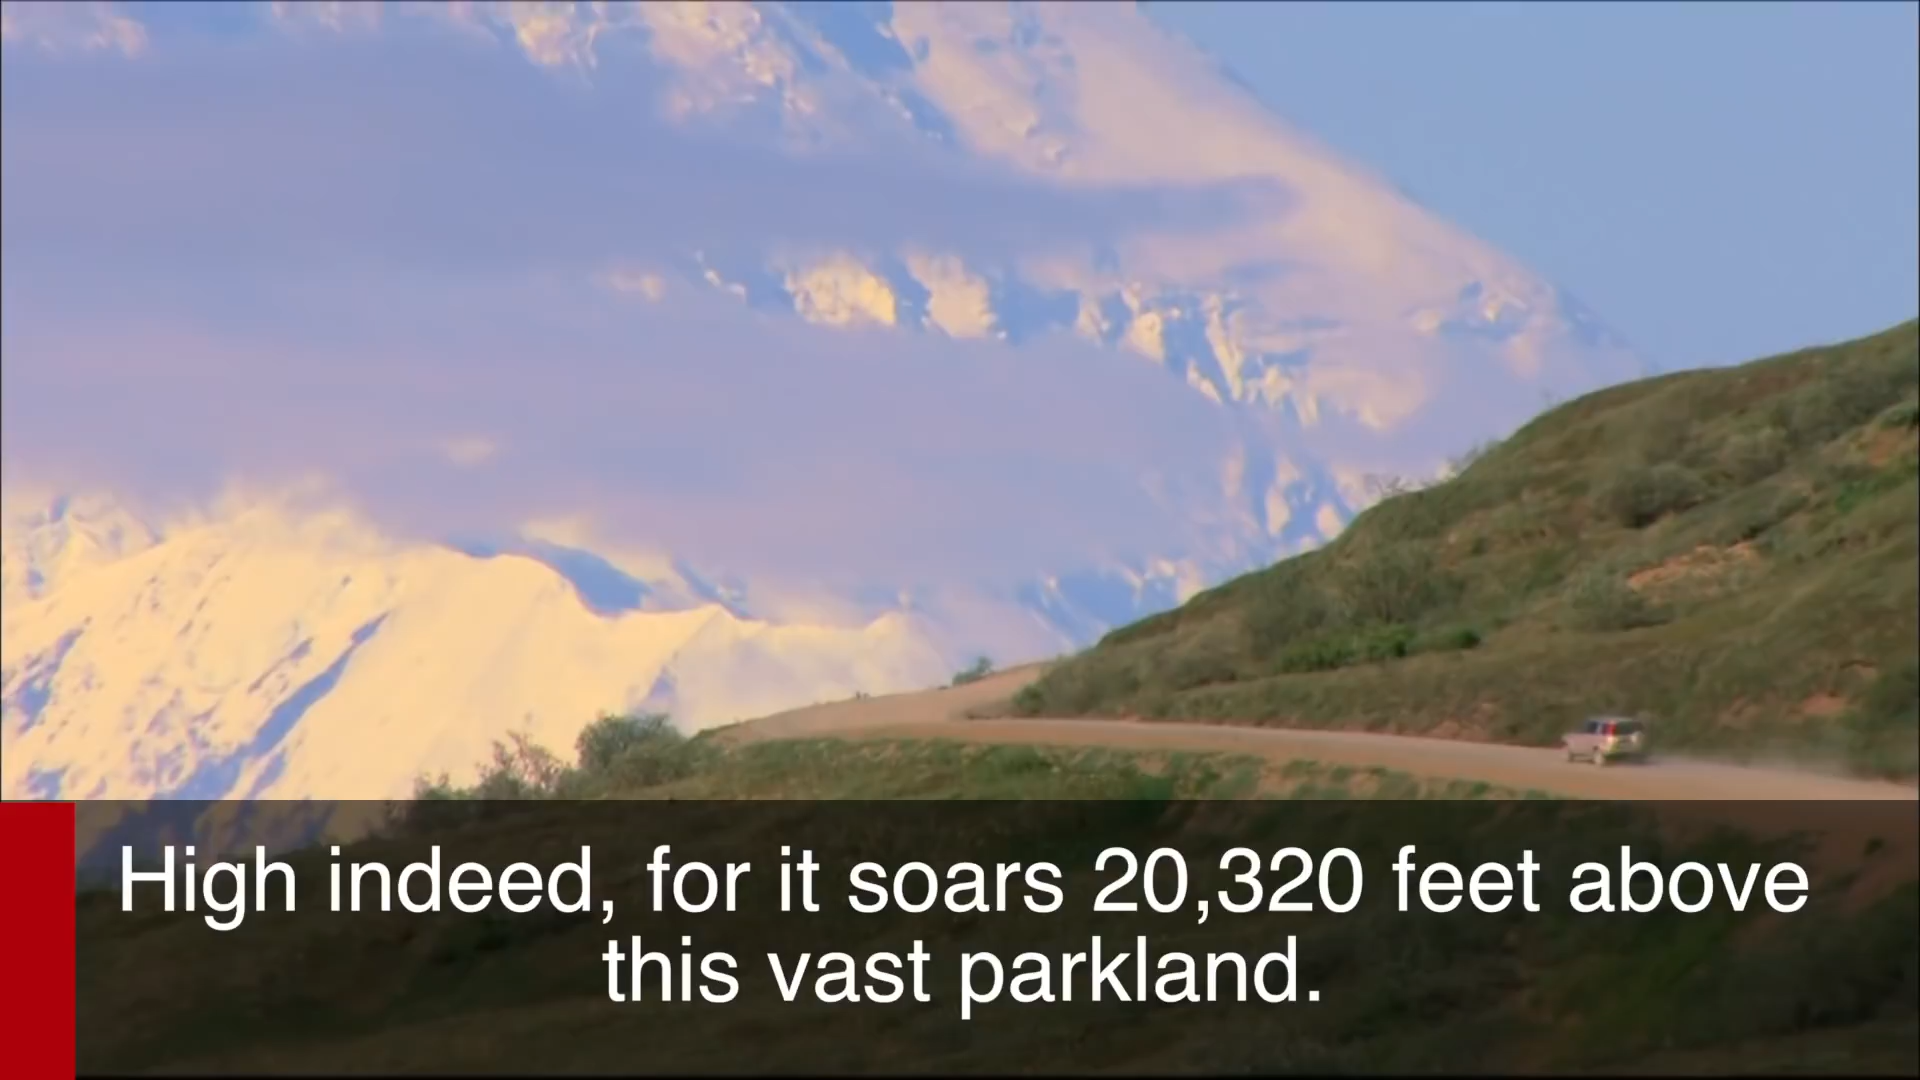 High indeed, for it soars 20,320 feet above
this vast parkland.